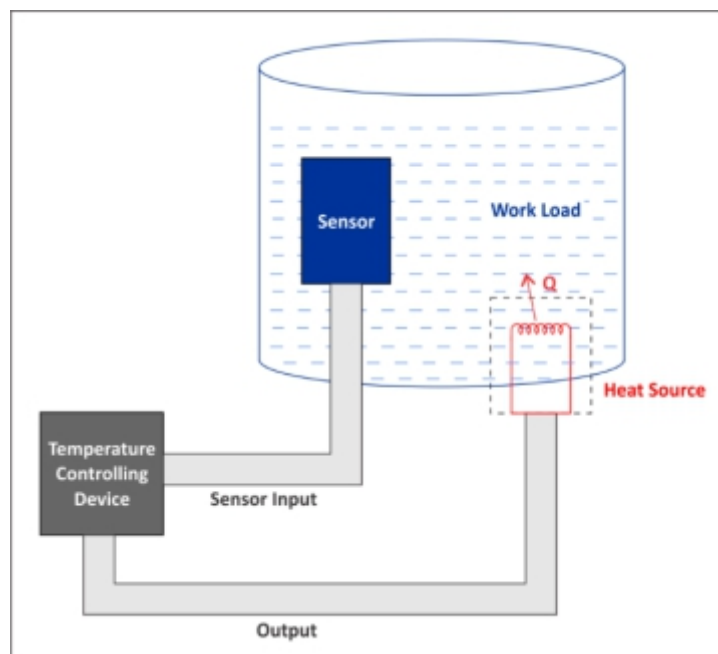 Sensor
Work Load
Q
Heat Source
Temperature
Controlling
Device
Sensor Input
Output